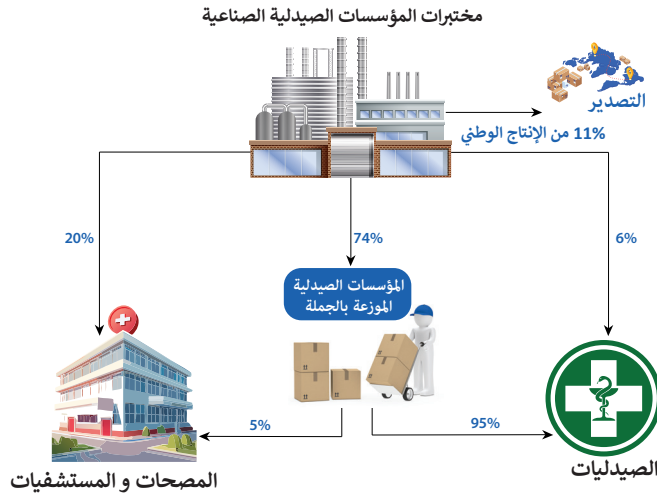 مختبرات المؤسسات الصيدلية الصناعية
التصدير
11% من الإنتاج الوطني
20%
74%
6%
المؤسسات الصيدلية
الموزعة بالجملة
5%
95%
المصحات و المستشفيات
الصيدليات